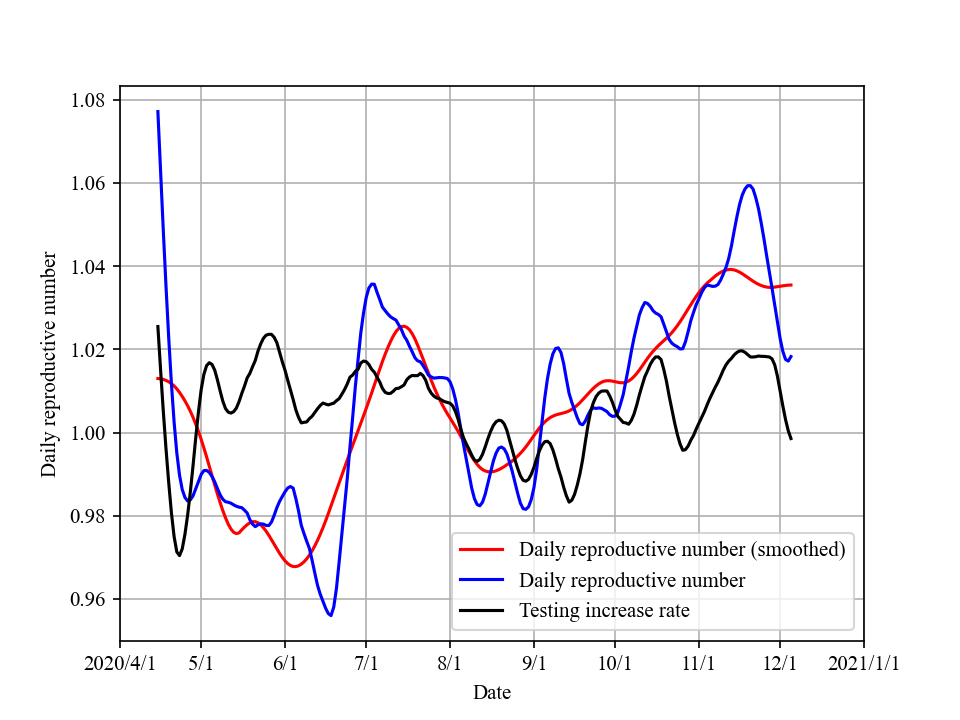 1.08
1.06
1.04
1.02
1.00
0.98
0.96
Daily reproductive number
Daily reproductive number (smoothed)
Daily reproductive number
Testing increase rate
2020/4/1 5/1 6/1 7/1 8/1 9/1 10/1 11/1 12/1 2021/1/1
Date